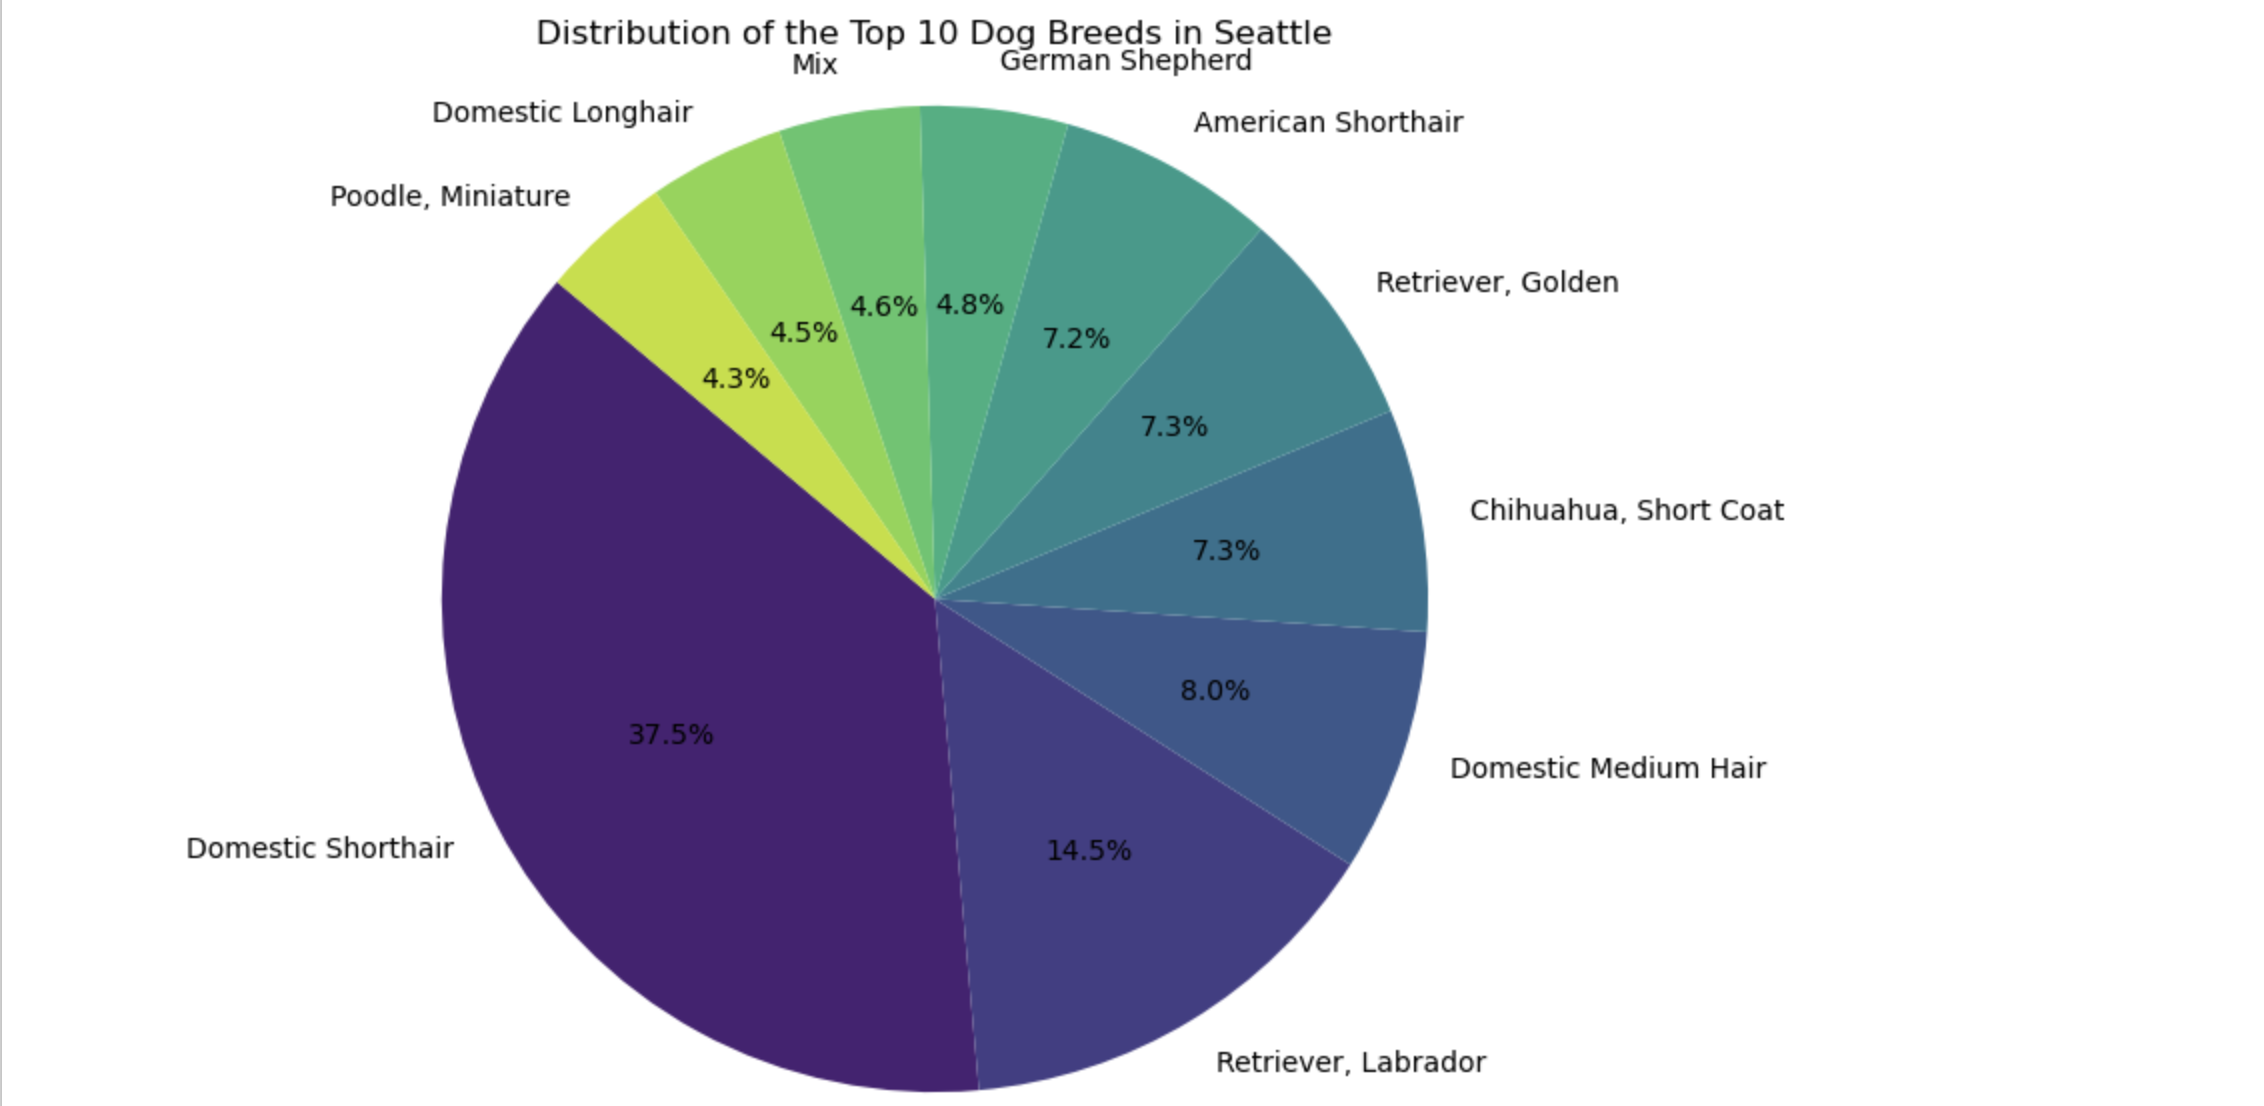 Distribution of the Top 10 Dog Breeds in Seattle
Mix
German Shepherd
Domestic Longhair
American Shorthair
Poodle, Miniature
Retriever, Golden
4.6%
4.8%
4.5%
7.2%
4.3%
7.3%
Chihuahua, Short Coat
7.3%
8.0%
37.5%
Domestic Medium Hair
Domestic Shorthair
14.5%
Retriever, Labrador